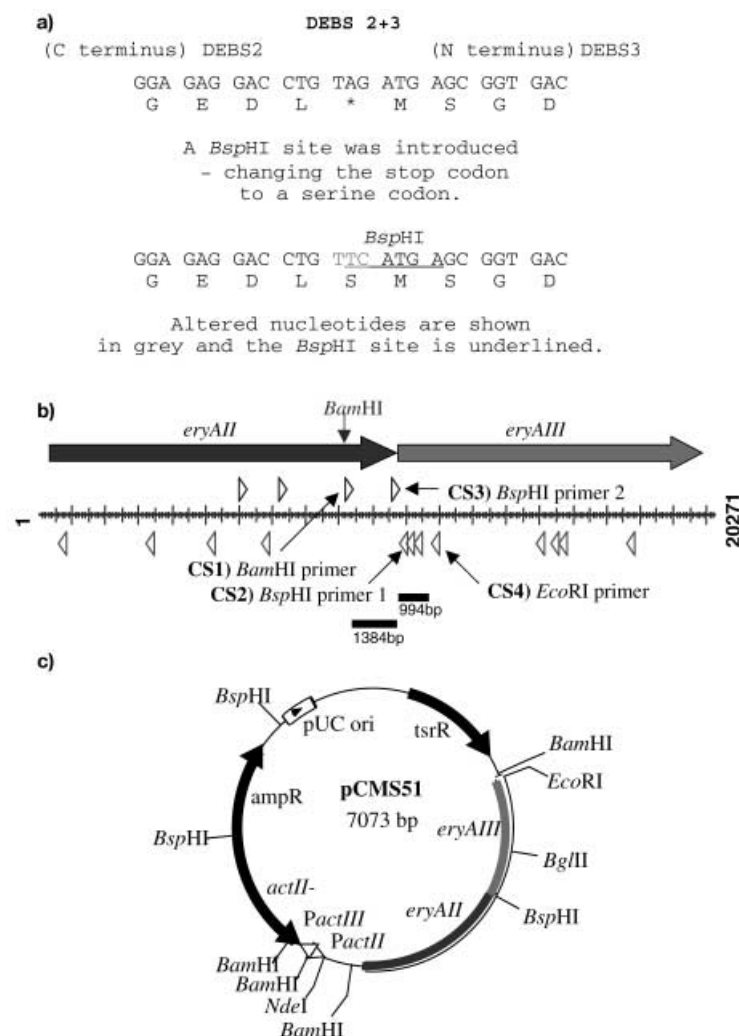 a)
DEBS 2+3
(C terminus) DEBS2 (N terminus) DEBS3
GGA GAG GAC CTG TAG ATG AGC GGT GAC
G E D L * M S G D
A BspHI site was introduced
- changing the stop codon
to a serine codon.
BspHI
GGA GAG GAC CTG TTC ATG AGC GGT GAC
G E D L S M S G D
Altered nucleotides are shown
in grey and the BspHI site is underlined.
b)
BamHI
eryAII eryAIII
CS3) BspHI primer 2
1 20271
CS1) BamHI primer
CS2) BspHI primer 1 CS4) EcoRI primer
994bp
1384bp
c)
BspHI
pUC ori tsrR
BamHI
EcoRI
ampR pCMS51
7073 bp eryAIII
BspHI
BglII
actII- eryAII
BspHI
PactIII
PactII
BamHI
BamHI
NdeI
BamHI